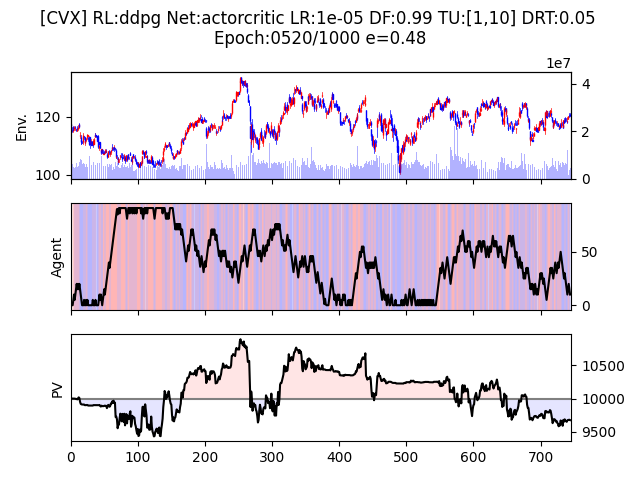 [CVX] RL:ddpg Net:actorcritic LR:1e-05 DF:0.99 TU:[1,10] DRT:0.05
Epoch:0520/1000 e=0.48
1e7
Env.
120
100
4
2
0
Agent
50
0
PV
10500
10000
9500
0 100 200 300 400 500 600 700